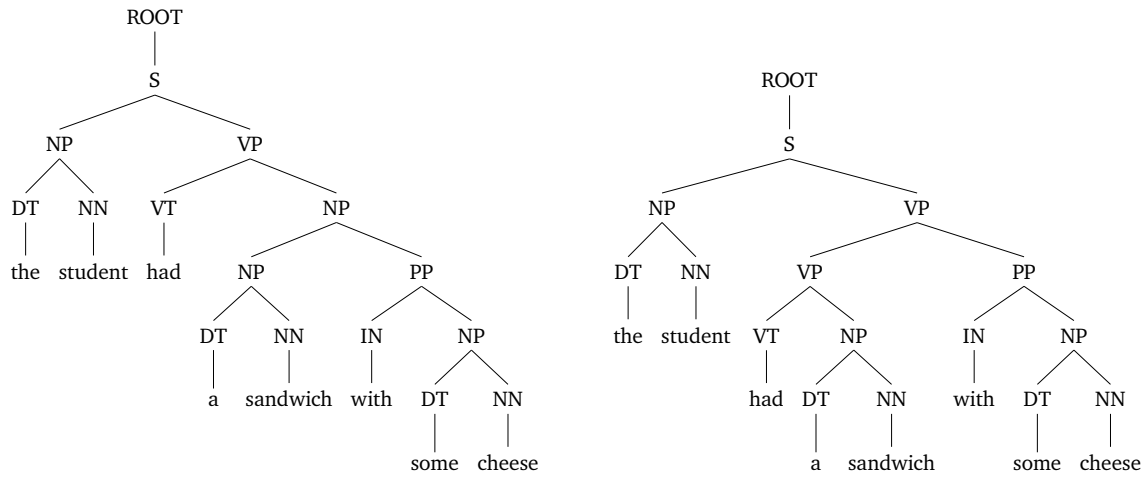 ROOT
S
NP VP
DT NN VT NP
the student had NP PP
DT NN IN NP
a sandwich with DT NN
some cheese
ROOT
S
NP VP
DT NN VP PP
the student VT NP IN NP
had DT NN with DT NN
a sandwich some cheese